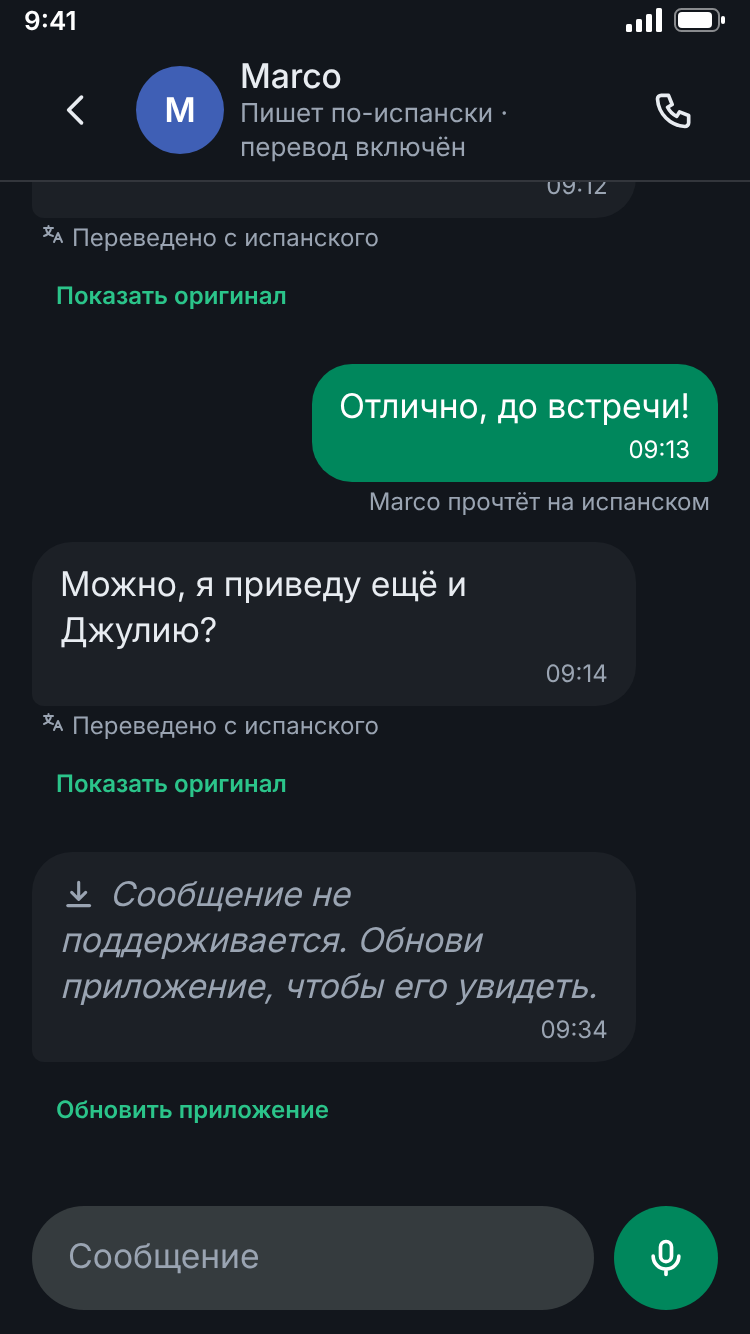 9:41
M
Marco
Пишет по-испански ·
перевод включён
09:12
Переведено с испанского
Показать оригинал
Отлично, до встречи!
09:13
Marco прочтёт на испанском
Можно, я приведу ещё и
Джулию?
09:14
Переведено с испанского
Показать оригинал
Сообщение не
поддерживается. Обнови
приложение, чтобы его увидеть.
09:34
Обновить приложение
Сообщение